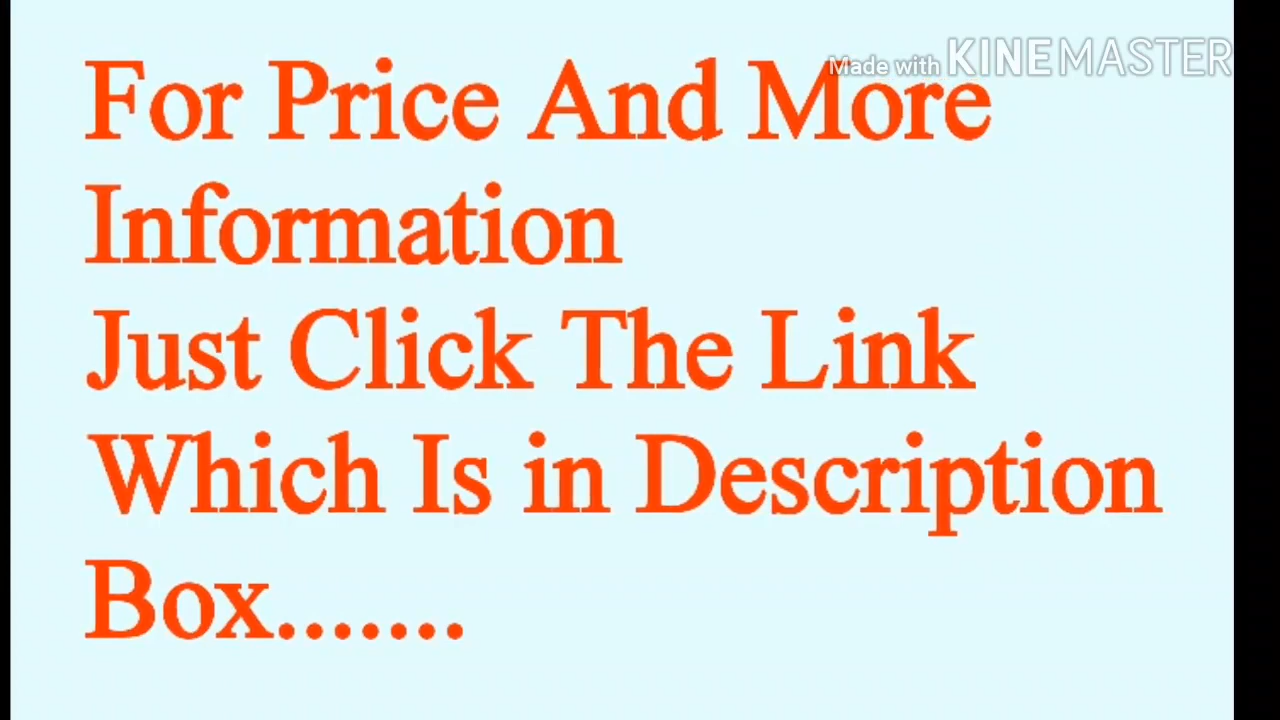 Made with KINEMASTER
For Price And More
Information
Just Click The Link
Which Is in Description
Box.......